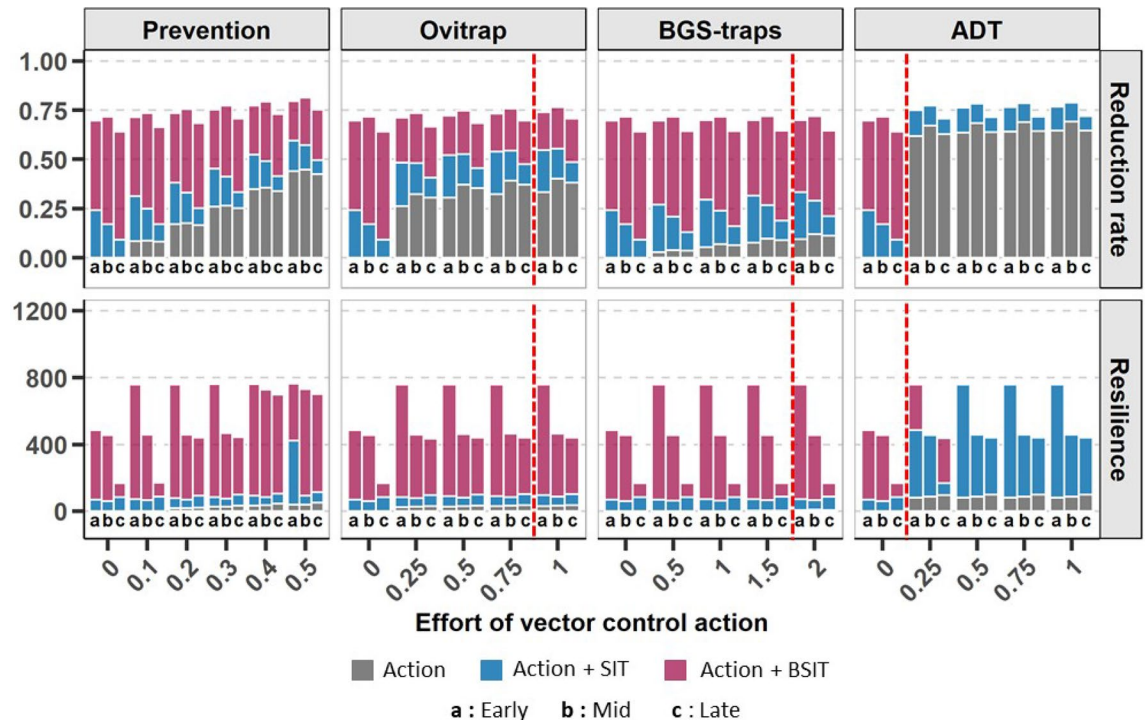 Prevention Ovitrap BGS-traps ADT
1.00
0.75
0.50
0.25
0.00
Reduction rate
a b c a b c a b c a b c a b c a b c a b c a b c a b c a b c a b c a b c a b c a b c a b c a b c a b c a b c a b c a b c a b c
1200
800
400
0
Resilience
a b c a b c a b c a b c a b c a b c a b c a b c a b c a b c a b c a b c a b c a b c a b c a b c a b c a b c a b c a b c a b c
0 0.1 0.2 0.3 0.4 0.5 0 0.25 0.5 0.75 1 0 0.5 1 1.5 2 0 0.25 0.5 0.75 1
Effort of vector control action
Action Action + SIT Action + BSIT
a : Early b : Mid c : Late